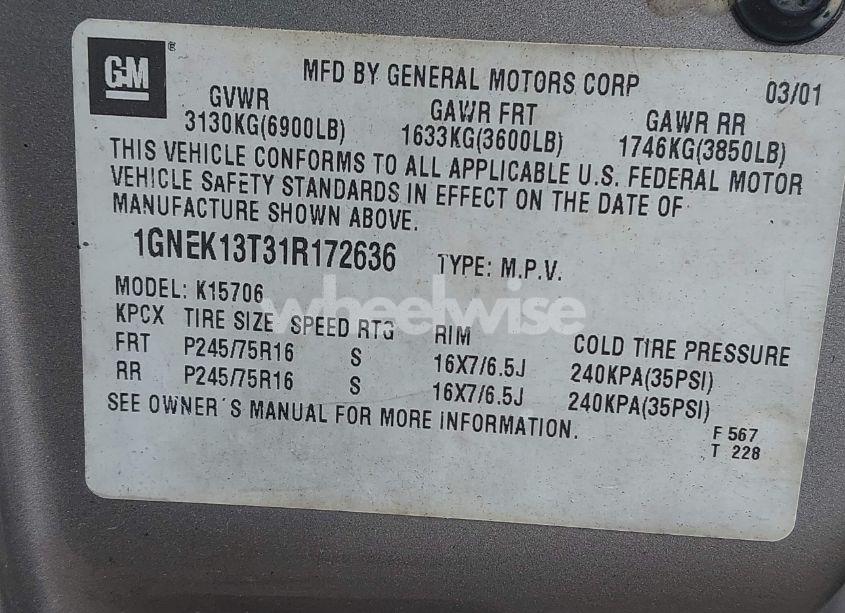 GM®
MFD BY GENERAL MOTORS CORP 03/01
GVWR GAWR FRT GAWR RR
3130KG(6900LB) 1633KG(3600LB) 1746KG(3850LB)
THIS VEHICLE CONFORMS TO ALL APPLICABLE U.S. FEDERAL MOTOR
VEHICLE SAFETY STANDARDS IN EFFECT ON THE DATE OF
MANUFACTURE SHOWN ABOVE.
1GNEK13T31R172636 TYPE: M.P.V.
MODEL: K15706
wheelwise
KPCX TIRE SIZE SPEED RTG RIM COLD TIRE PRESSURE
FRT P245/75R16 S 16X7/6.5J 240KPA(35PSI)
RR P245/75R16 S 16X7/6.5J 240KPA(35PSI)
SEE OWNER'S MANUAL FOR MORE INFORMATION.
F 567
T 228